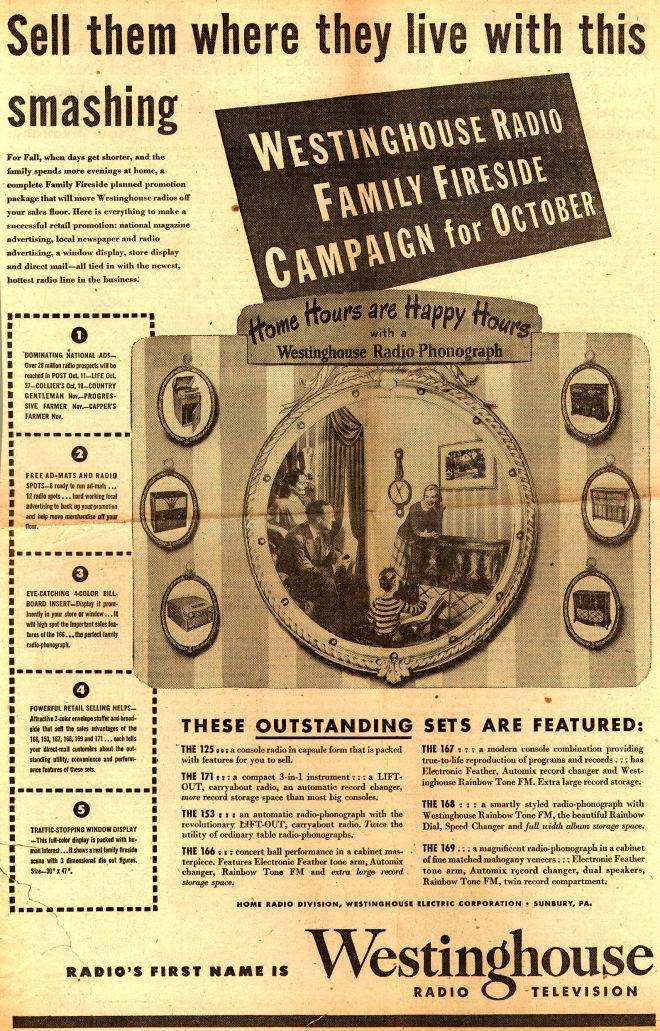 Sell them where they live with this
smashing
WESTINGHOUSE RADIO
FAMILY FIRESIDE
CAMPAIGN for OCTOBER
For Fall, when days get shorter, and the
family spends more evenings at home, a
complete Family Fireside planned promotion
package that will move Westinghouse radios off
your sales floor. Here is everything to make a
successful retail promotion: national magazine
advertising, local newspaper and radio
advertising, a window display, store display
and direct mail—all tied in with the newest,
hottest radio line in the business.
Home Hours are Happy Hours
with a
Westinghouse Radio-Phonograph
1
DOMINATING NATIONAL ADS—
Over 28 million radio prospects will be
reached in POST Oct. 11—LIFE Oct.
27—COLLIER'S Oct. 18—COUNTRY
GENTLEMAN Nov.—PROGRES-
SIVE FARMER Nov.—CAPPER'S
FARMER Nov.
2
FREE AD-MATS AND RADIO
SPOTS—8 ready to run ad-mats...
12 radio spots...hard working local
advertising to back up your promotion
and help move merchandise off your
floor.
3
EYE-CATCHING 4-COLOR BILL-
BOARD INSERT—Display it prom-
inently in your store or window...It
will high spot the important sales fea-
tures of the 166...the perfect family
radio-phonograph.
4
POWERFUL RETAIL SELLING HELPS—
Attractive 2-color envelope stuffer and broad-
side that sell the sales advantages of the
166, 153, 167, 168, 169 and 171...each tells
your direct-mail customers about the out-
standing utility; convenience and perform-
ance features of these sets.
5
TRAFFIC-STOPPING WINDOW DISPLAY
—This full-color display is packed with hu-
man interest...It shows a real family fireside
scene with 3 dimensional die cut figures.
Size—30" x 47".
THESE OUTSTANDING SETS ARE FEATURED:
THE 125 ... a console radio in capsule form that is packed
with features for you to sell.
THE 171 ... a compact 3-in-1 instrument ... a LIFT-
OUT, carryabout radio, an automatic record changer,
more record storage space than most big consoles.
THE 153 ... an automatic radio-phonograph with the
revolutionary LIFT-OUT, carryabout radio. Twice the
utility of ordinary table radio-phonographs.
THE 166 ... concert hall performance in a cabinet mas-
terpiece. Features Electronic Feather tone arm, Automix
changer, Rainbow Tone FM and extra large record
storage space.
THE 167 ... a modern console combination providing
true-to-life reproduction of programs and records ... has
Electronic Feather, Automix record changer and West-
inghouse Rainbow Tone FM. Extra large record storage.
THE 168 ... a smartly styled radio-phonograph with
Westinghouse Rainbow Tone FM, the beautiful Rainbow
Dial, Speed Changer and full width album storage space.
THE 169 ... a magnificent radio-phonograph in a cabinet
of fine matched mahogany veneers ... Electronic Feather
tone arm, Automix record changer, dual speakers,
Rainbow Tone FM, twin record compartment.
HOME RADIO DIVISION, WESTINGHOUSE ELECTRIC CORPORATION • SUNBURY, PA.
RADIO'S FIRST NAME IS Westinghouse
RADIO • TELEVISION